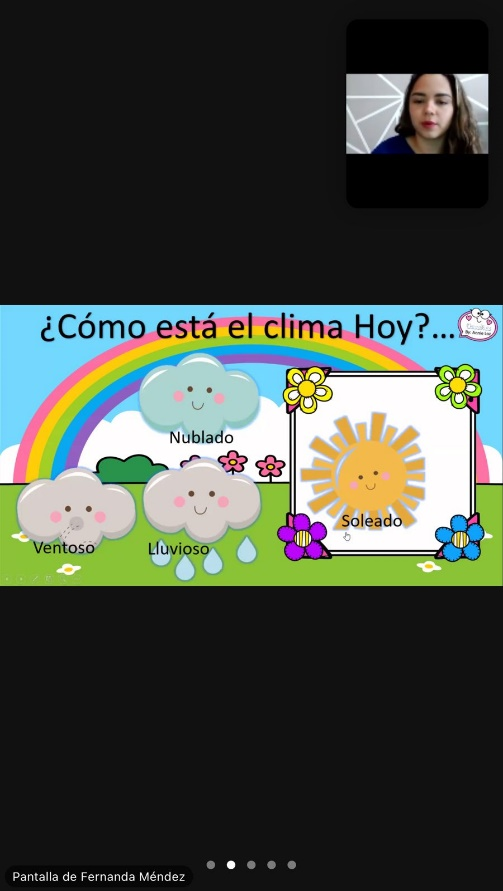 ¿Cómo está el clima Hoy?...
Nublado
Ventoso
Lluvioso
Soleado
Pantalla de Fernanda Méndez